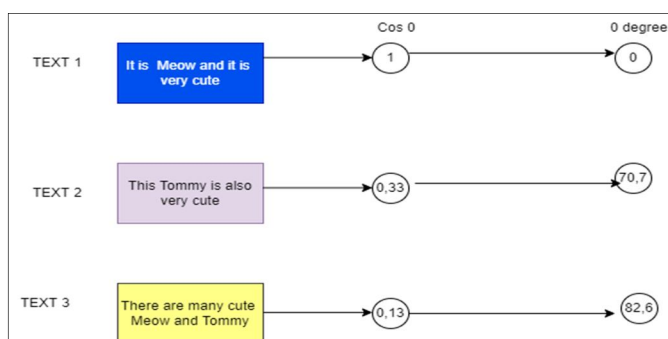 Cos 0
0 degree
TEXT 1
It is Meow and it is
very cute
1
0
TEXT 2
This Tommy is also
very cute
0,33
70,7
TEXT 3
There are many cute
Meow and Tommy
0,13
82,6